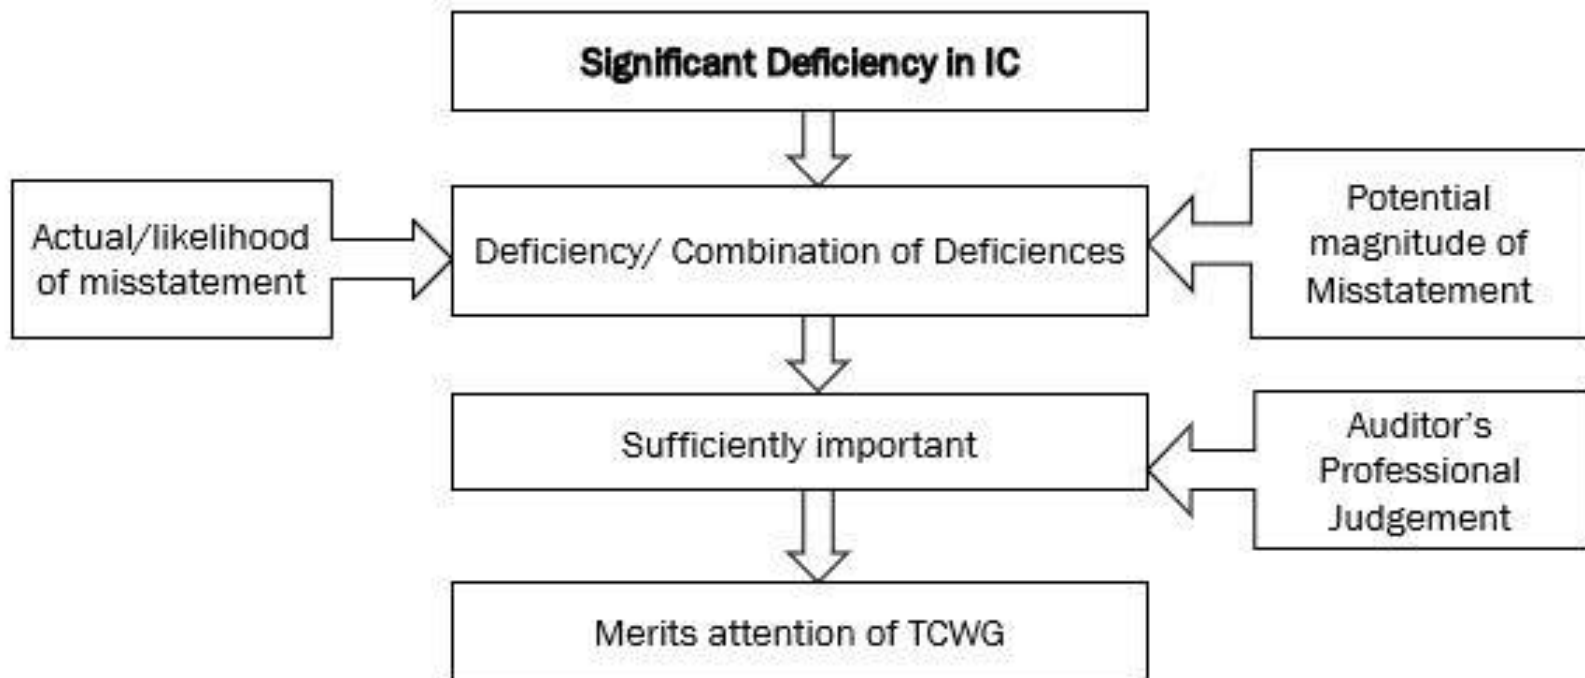 Significant Deficiency in IC
Actual/likelihood
of misstatement
Deficiency/ Combination of Deficiences
Potential
magnitude of
Misstatement
Sufficiently important
Auditor's
Professional
Judgement
Merits attention of TCWG